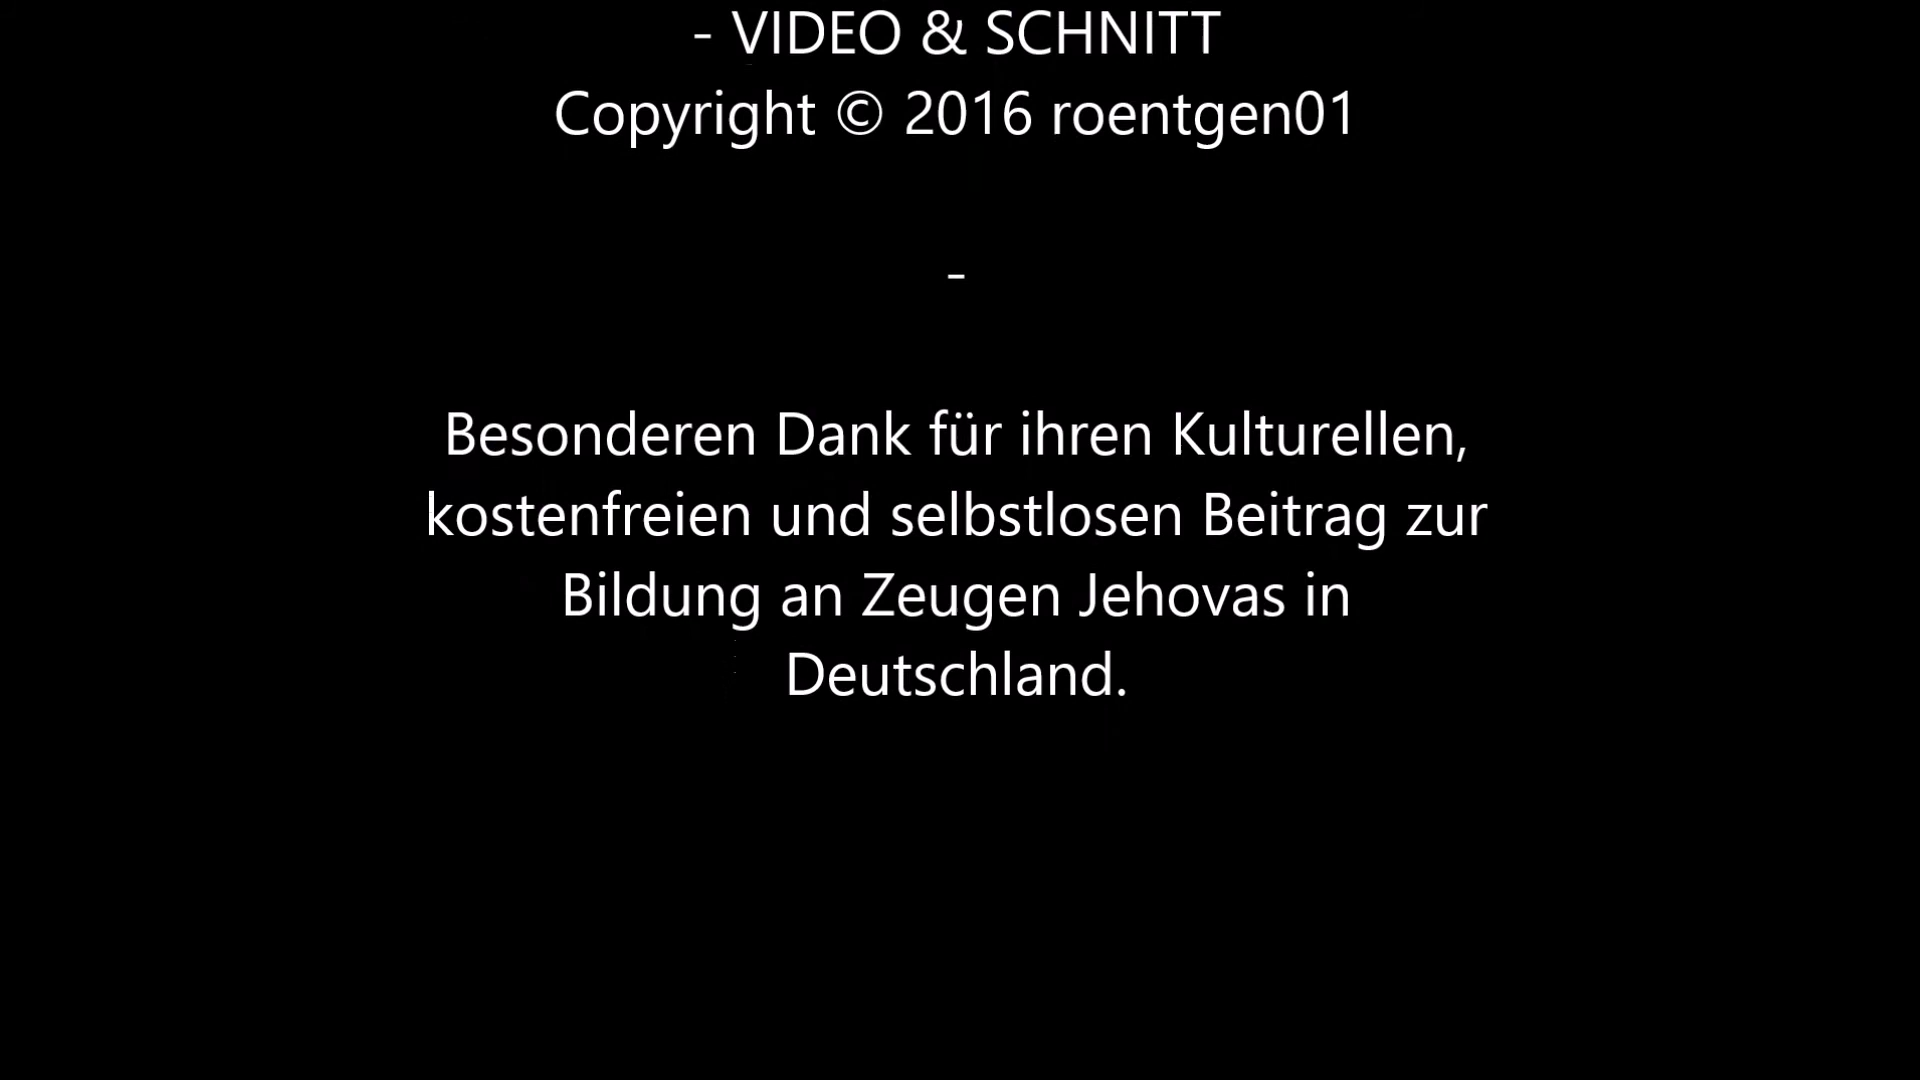 - VIDEO & SCHNITT
Copyright © 2016 roentgen01
-
Besonderen Dank für ihren Kulturellen,
kostenfreien und selbstlosen Beitrag zur
Bildung an Zeugen Jehovas in
Deutschland.